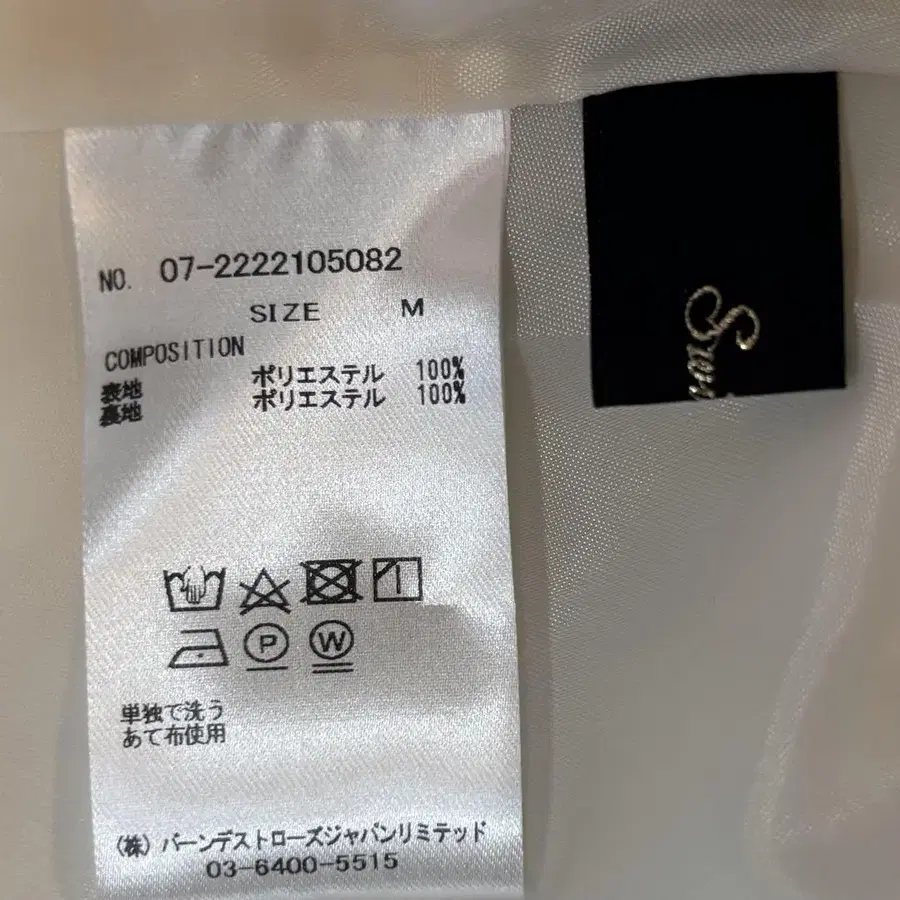 NO. 07-2222105082
SIZE M
COMPOSITION
表地 ポリエステル 100%
裏地 ポリエステル 100%
P W
単独で洗う
あて布使用
(株) バーンデストローズジャパンリミテッド
03-6400-5515